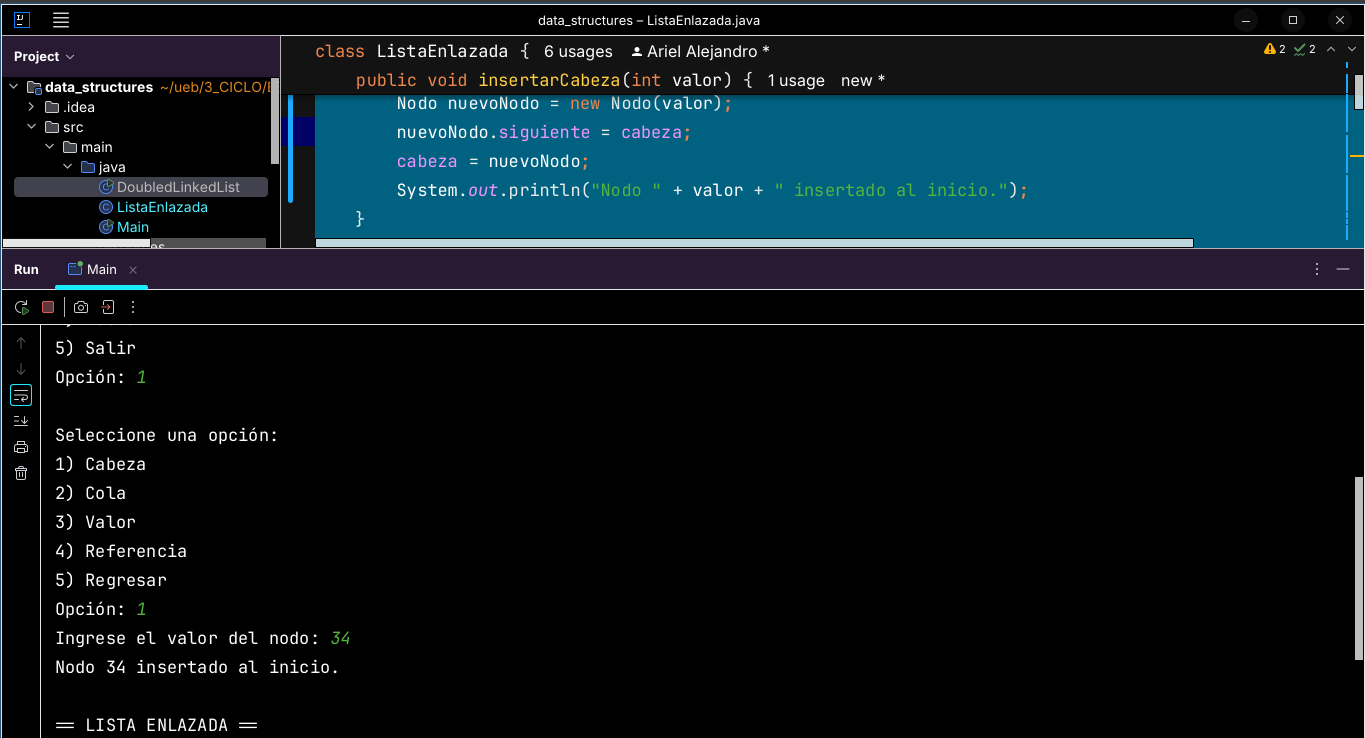 data_structures – ListaEnlazada.java
Project
data_structures ~/ueb/3_CICLO/
.idea
src
main
java
DoubledLinkedList
ListaEnlazada
Main
class ListaEnlazada { 6 usages Ariel Alejandro *
2 2
public void insertarCabeza(int valor) { 1 usage new *
Nodo nuevoNodo = new Nodo(valor);
nuevoNodo.siguiente = cabeza;
cabeza = nuevoNodo;
System.out.println("Nodo " + valor + " insertado al inicio.");
}
Run Main
5) Salir
Opción: 1
Seleccione una opción:
1) Cabeza
2) Cola
3) Valor
4) Referencia
5) Regresar
Opción: 1
Ingrese el valor del nodo: 34
Nodo 34 insertado al inicio.
== LISTA ENLAZADA ==